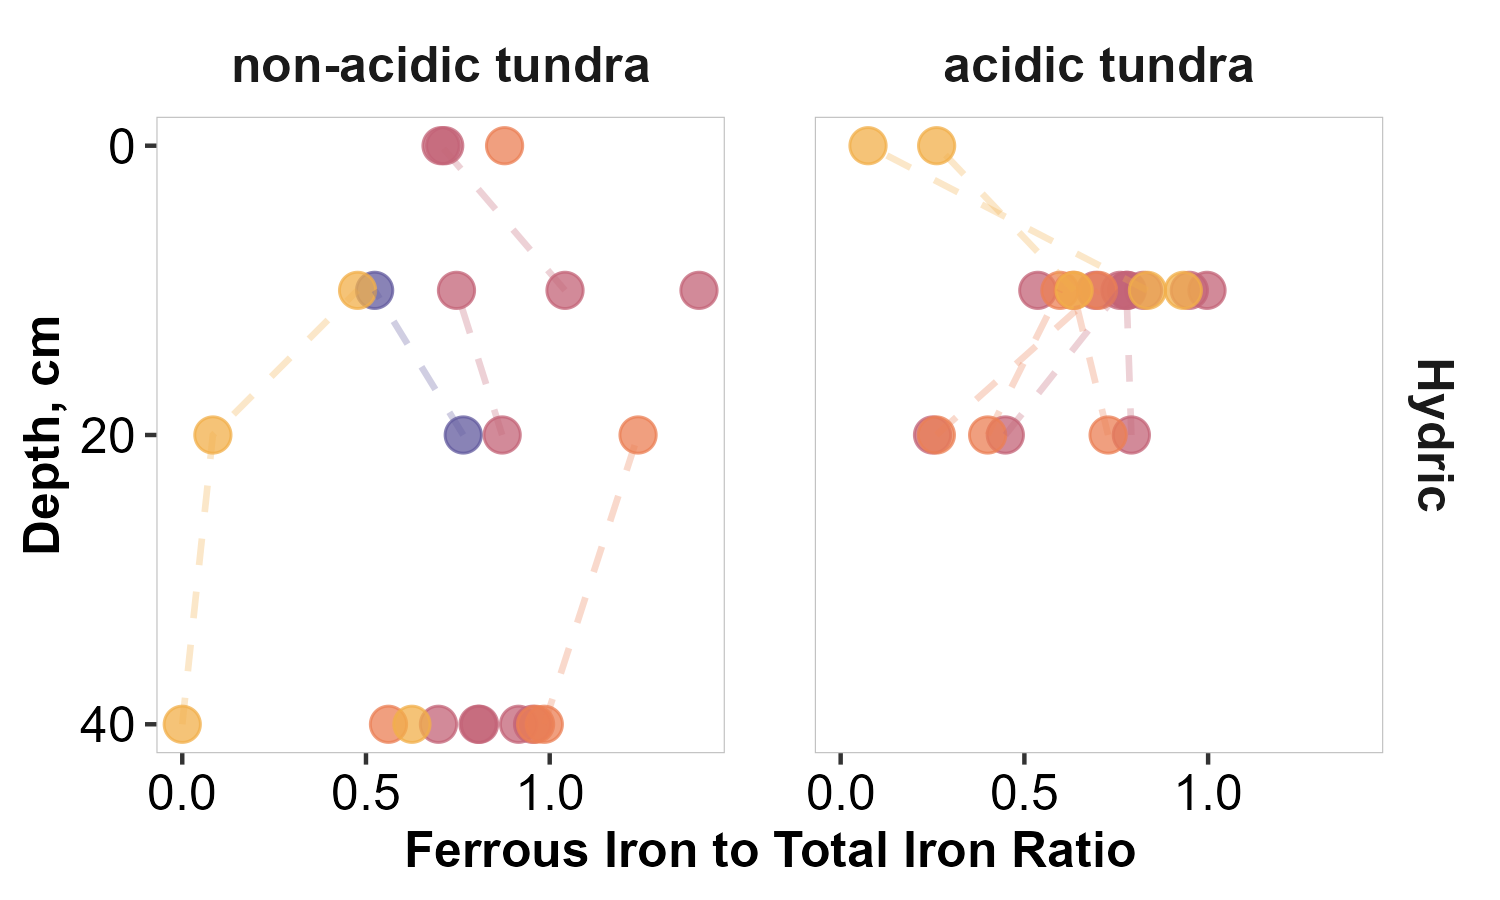 non-acidic tundra
acidic tundra
0
20
40
Depth, cm
Hydric
0.0 0.5 1.0
0.0 0.5 1.0
Ferrous Iron to Total Iron Ratio